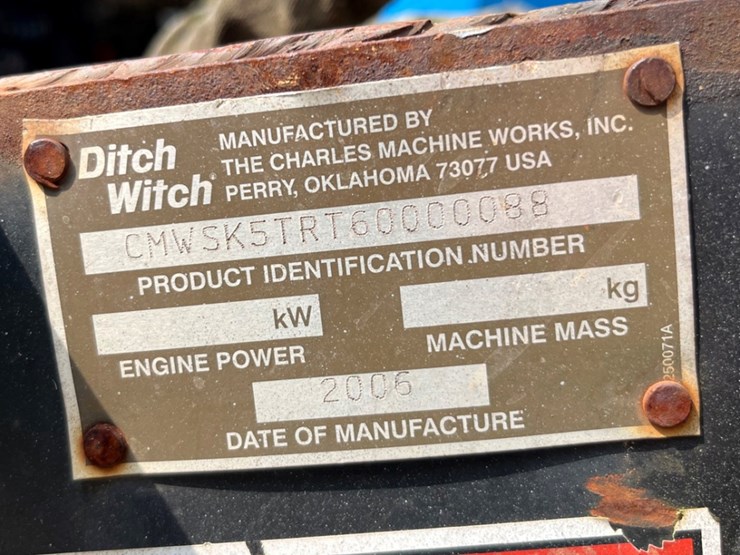 Ditch Witch
MANUFACTURED BY
THE CHARLES MACHINE WORKS, INC.
PERRY, OKLAHOMA 73077 USA
CMWSK5TRT60000088
PRODUCT IDENTIFICATION NUMBER
kW
ENGINE POWER
kg
MACHINE MASS
2006
DATE OF MANUFACTURE
250071A